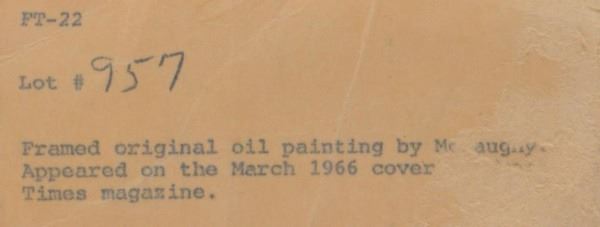 FT-22
Lot # 957
Framed original oil painting by
Appeared on the March 1966 cover
Times magazine.